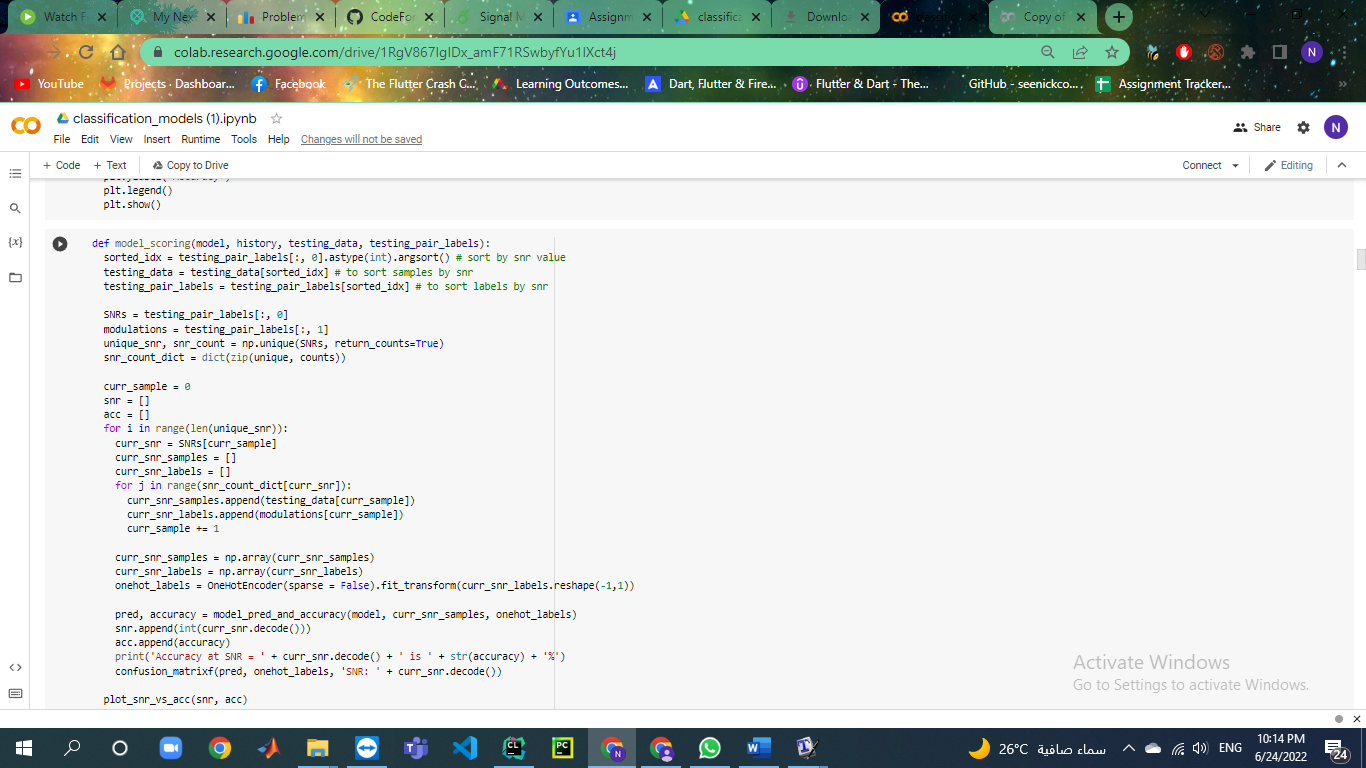 Watch F
My Nex
Problem
CodeFor
Signal M
Assignm
classifica
Downlo
Copy of
colab.research.google.com/drive/1RgV867IgIDx_amF71RSwbyfYu1lXct4j
N
YouTube
Projects · Dashboar...
Facebook
The Flutter Crash C...
Learning Outcomes...
Dart, Flutter & Fire...
Flutter & Dart - The...
GitHub - seenickco...
Assignment Tracker...
»
classification_models (1).ipynb
Share
N
File Edit View Insert Runtime Tools Help Changes will not be saved
+ Code + Text Copy to Drive
Connect
Editing
plt.legend()
plt.show()
{x}
def model_scoring(model, history, testing_data, testing_pair_labels):
sorted_idx = testing_pair_labels[:, 0].astype(int).argsort() # sort by snr value
testing_data = testing_data[sorted_idx] # to sort samples by snr
testing_pair_labels = testing_pair_labels[sorted_idx] # to sort labels by snr
SNRs = testing_pair_labels[:, 0]
modulations = testing_pair_labels[:, 1]
unique_snr, snr_count = np.unique(SNRs, return_counts=True)
snr_count_dict = dict(zip(unique, counts))
curr_sample = 0
snr = []
acc = []
for i in range(len(unique_snr)):
curr_snr = SNRs[curr_sample]
curr_snr_samples = []
curr_snr_labels = []
for j in range(snr_count_dict[curr_snr]):
curr_snr_samples.append(testing_data[curr_sample])
curr_snr_labels.append(modulations[curr_sample])
curr_sample += 1
curr_snr_samples = np.array(curr_snr_samples)
curr_snr_labels = np.array(curr_snr_labels)
onehot_labels = OneHotEncoder(sparse = False).fit_transform(curr_snr_labels.reshape(-1,1))
pred, accuracy = model_pred_and_accuracy(model, curr_snr_samples, onehot_labels)
snr.append(int(curr_snr.decode()))
acc.append(accuracy)
print('Accuracy at SNR = ' + curr_snr.decode() + ' is ' + str(accuracy) + '%')
confusion_matrixf(pred, onehot_labels, 'SNR: ' + curr_snr.decode())
plot_snr_vs_acc(snr, acc)
Activate Windows
Go to Settings to activate Windows.
26°C سماء صافية
ENG
10:14 PM
6/24/2022
24